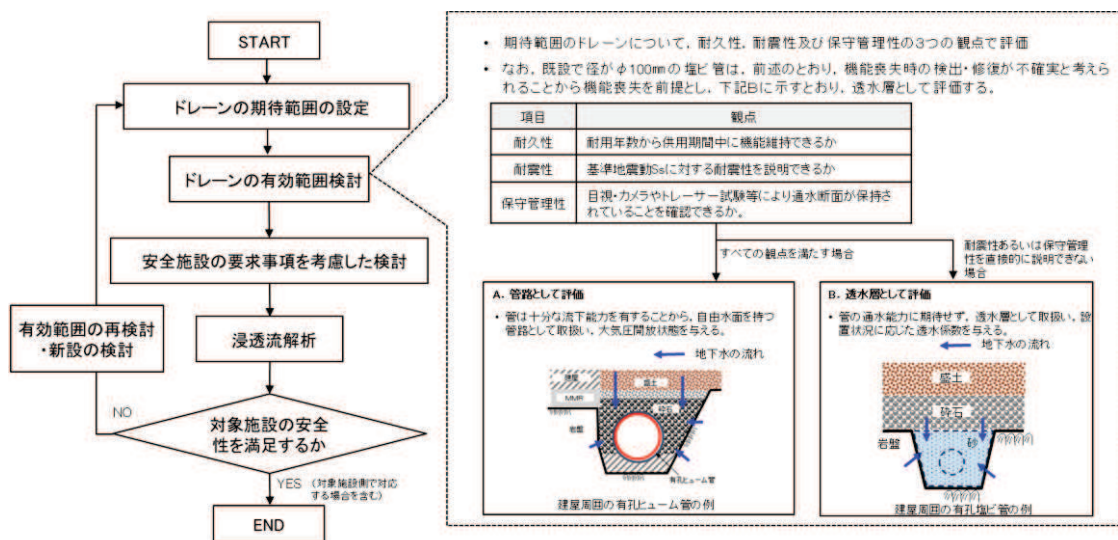 START
ドレーンの期待範囲の設定
ドレーンの有効範囲検討
安全施設の要求事項を考慮した検討
浸透流解析
対象施設の安全
性を満足するか
NO
有効範囲の再検討
・新設の検討
YES (対象施設側で対応
する場合を含む)
END
• 期待範囲のドレーンについて，耐久性，耐震性及び保守管理性の3つの観点で評価
• なお，既設で径がφ100㎜の塩ビ管は，前述のとおり，機能喪失時の検出・修復が不確実と考えら
れることから機能喪失を前提とし，下記Bに示すとおり，透水層として評価する。
項目 観点
耐久性 耐用年数から供用期間中に機能維持できるか
耐震性 基準地震動Ssに対する耐震性を説明できるか
保守管理性 目視・カメラやトレーサー試験等により通水断面が保持さ
れていることを確認できるか。
すべての観点を満たす場合
耐震性あるいは保守管理
性を直接的に説明できない
場合
A．管路として評価
• 管は十分な流下能力を有することから，自由水面を持つ
管路として取扱い，大気圧開放状態を与える。
地下水の流れ
建屋
盛土
MMR
砕石
岩盤
有孔ヒューム管
建屋周囲の有孔ヒューム管の例
B．透水層として評価
• 管の通水能力に期待せず，透水層として取扱い，設
置状況に応じた透水係数を与える。
地下水の流れ
盛土
砕石
岩盤
砂
建屋周囲の有孔塩ビ管の例